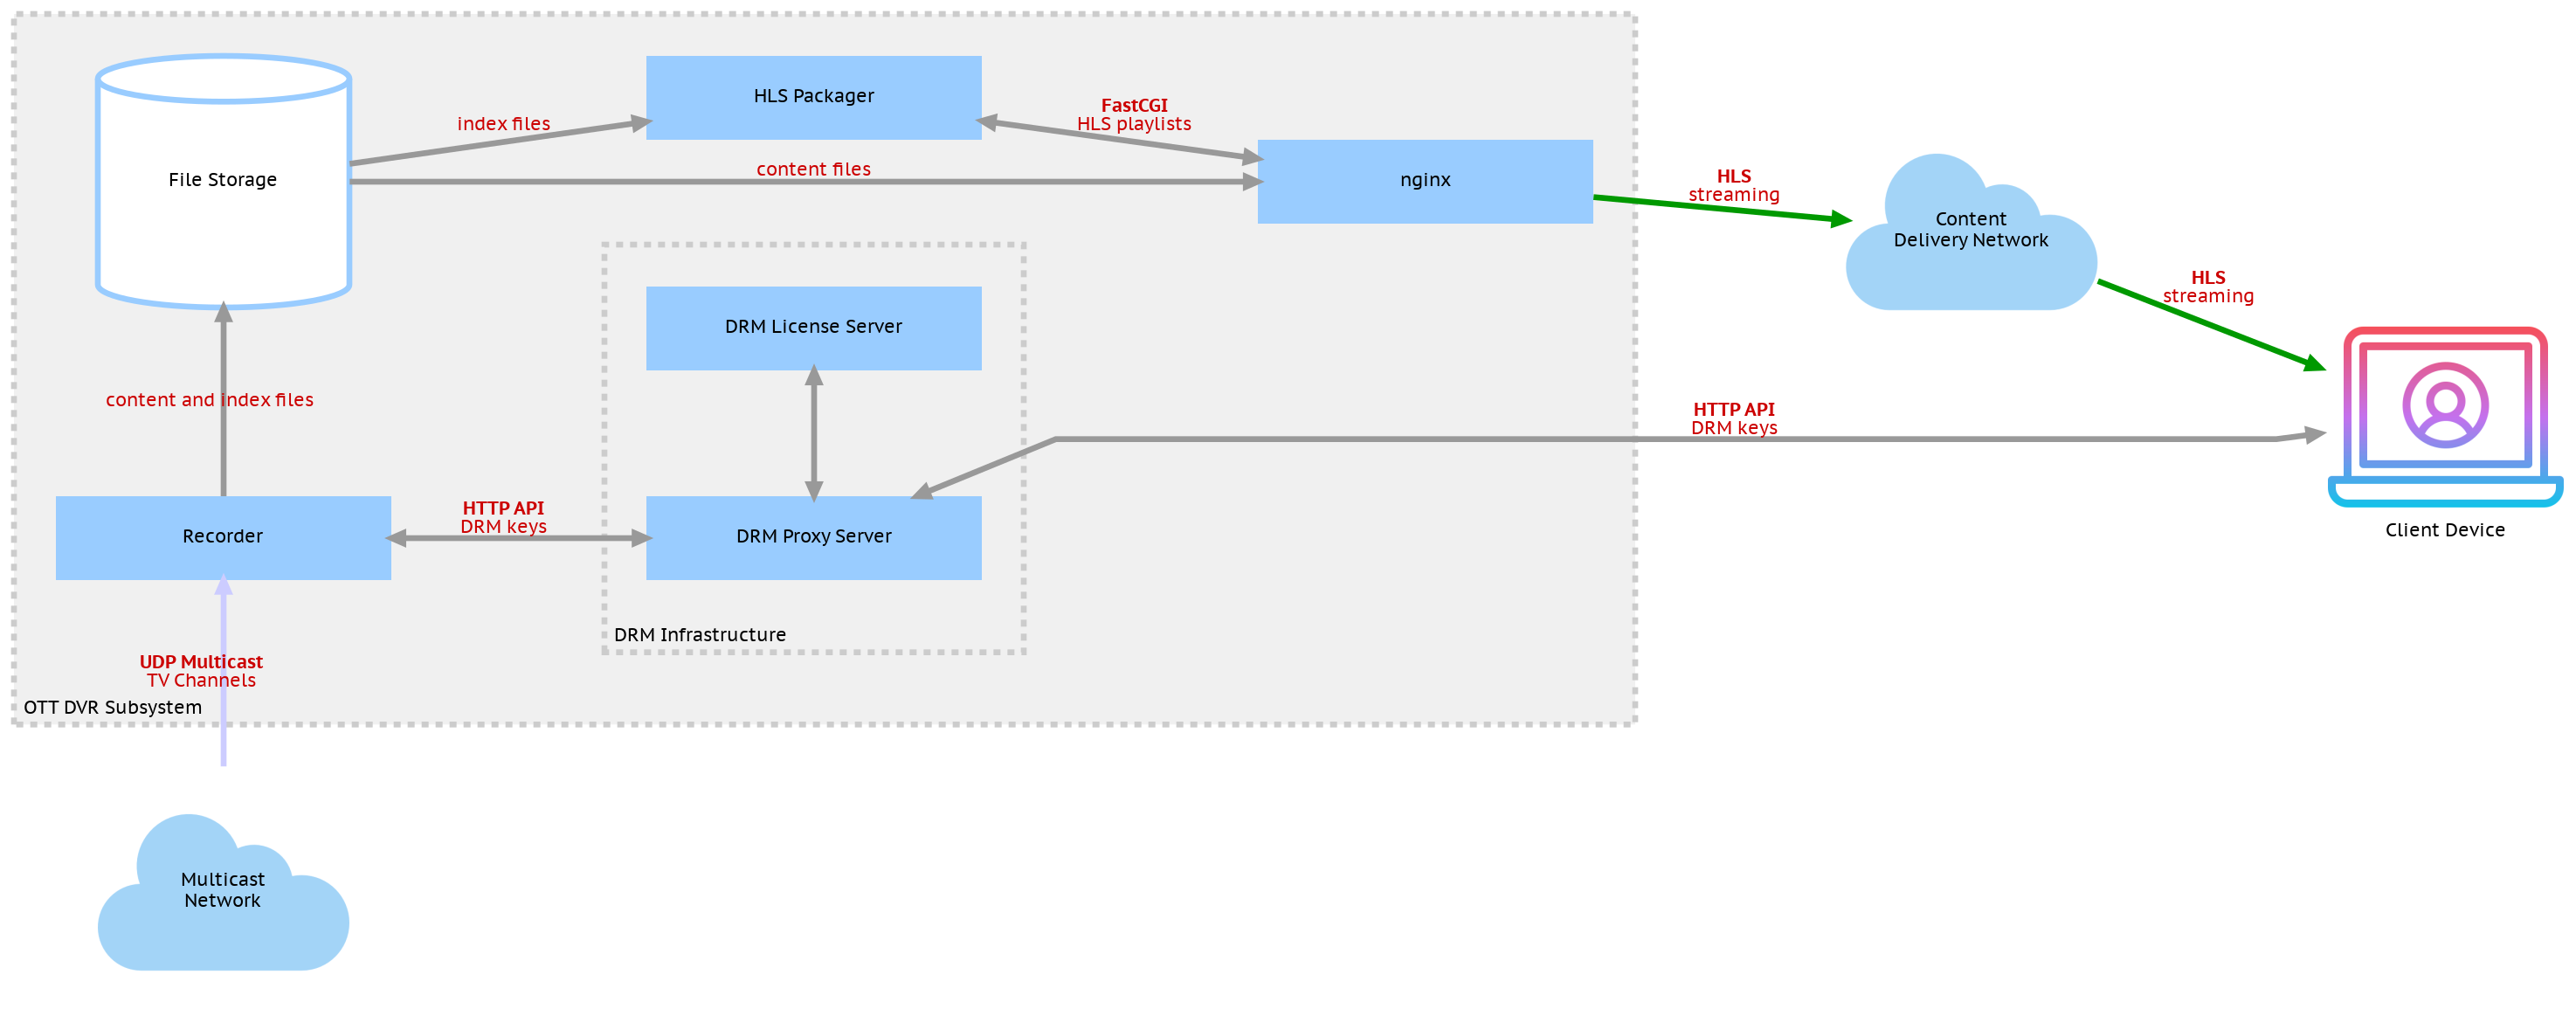 HLS Packager
FastCGI
HLS playlists
index files
content files
File Storage
nginx
HLS
streaming
Content
Delivery Network
HLS
streaming
DRM License Server
content and index files
HTTP API
DRM keys
HTTP API
DRM keys
Recorder
DRM Proxy Server
Client Device
DRM Infrastructure
UDP Multicast
TV Channels
OTT DVR Subsystem
Multicast
Network